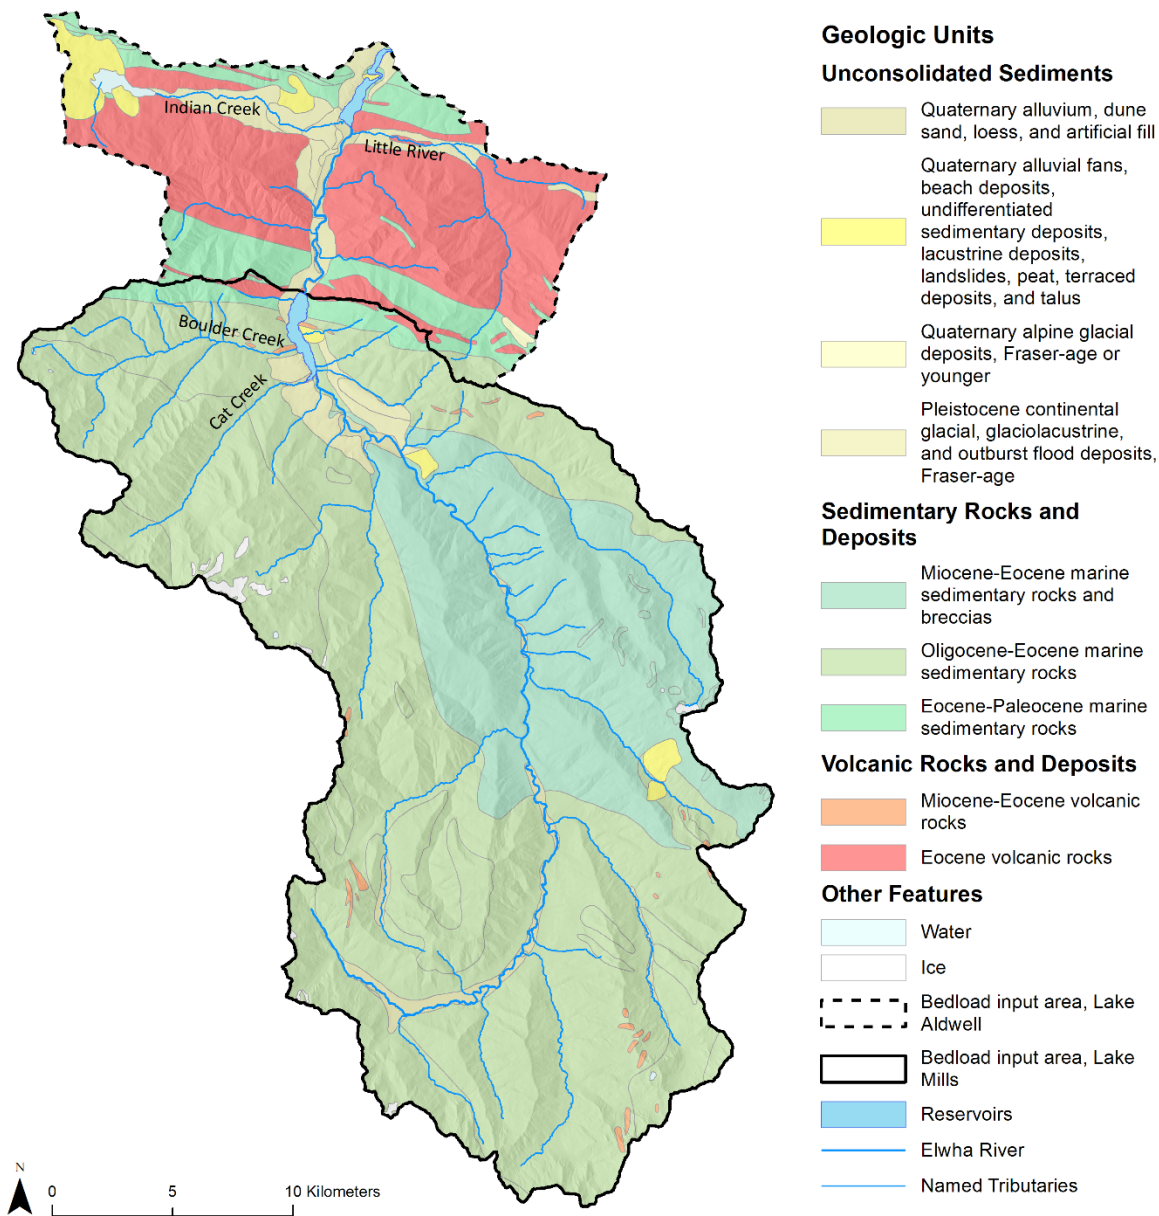 Indian Creek
Little River
Boulder Creek
Cat Creek
N
0 5 10 Kilometers
Geologic Units
Unconsolidated Sediments
Quaternary alluvium, dune
sand, loess, and artificial fill
Quaternary alluvial fans,
beach deposits,
undifferentiated
sedimentary deposits,
lacustrine deposits,
landslides, peat, terraced
deposits, and talus
Quaternary alpine glacial
deposits, Fraser-age or
younger
Pleistocene continental
glacial, glaciolacustrine,
and outburst flood deposits,
Fraser-age
Sedimentary Rocks and
Deposits
Miocene-Eocene marine
sedimentary rocks and
breccias
Oligocene-Eocene marine
sedimentary rocks
Eocene-Paleocene marine
sedimentary rocks
Volcanic Rocks and Deposits
Miocene-Eocene volcanic
rocks
Eocene volcanic rocks
Other Features
Water
Ice
Bedload input area, Lake
Aldwell
Bedload input area, Lake
Mills
Reservoirs
Elwha River
Named Tributaries